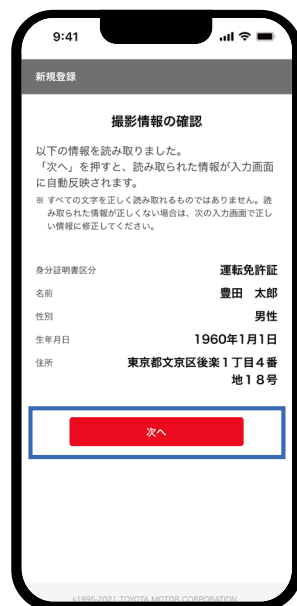 9:41
新規登録
撮影情報の確認
以下の情報を読み取りました。
「次へ」を押すと、読み取られた情報が入力画面
に自動反映されます。
※ すべての文字を正しく読み取れるものではありません。読
み取られた情報が正しくない場合は、次の入力画面で正し
い情報に修正してください。
身分証明書区分 運転免許証
名前 豊田 太郎
性別 男性
生年月日 1960年1月1日
住所 東京都文京区後楽1丁目4番
地18号
次へ
©1995-2021 TOYOTA MOTOR CORPORATION